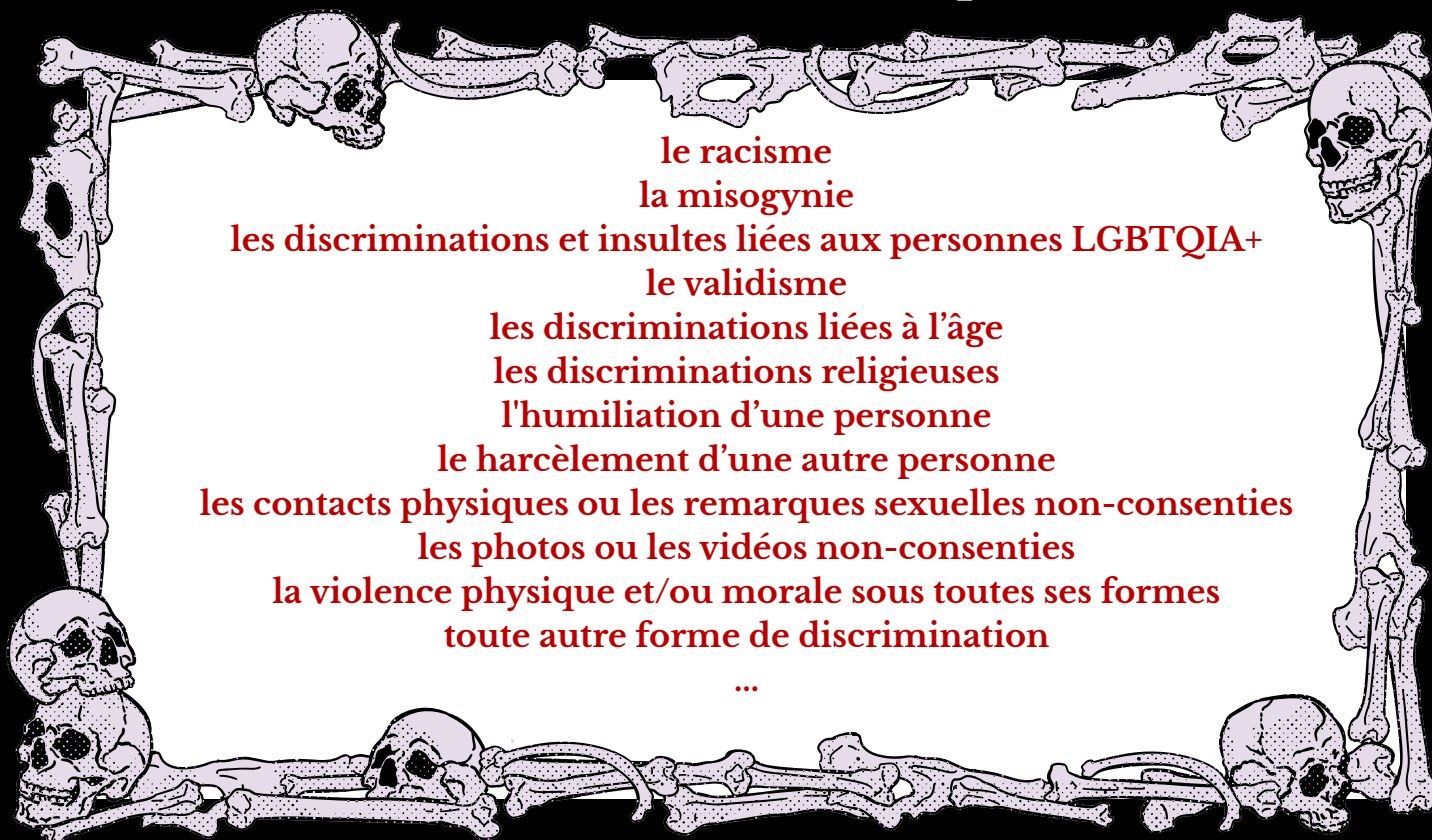 le racisme
la misogynie
les discriminations et insultes liées aux personnes LGBTQIA+
le validisme
les discriminations liées à l’âge
les discriminations religieuses
l'humiliation d’une personne
le harcèlement d’une autre personne
les contacts physiques ou les remarques sexuelles non-consenties
les photos ou les vidéos non-consenties
la violence physique et/ou morale sous toutes ses formes
toute autre forme de discrimination
...